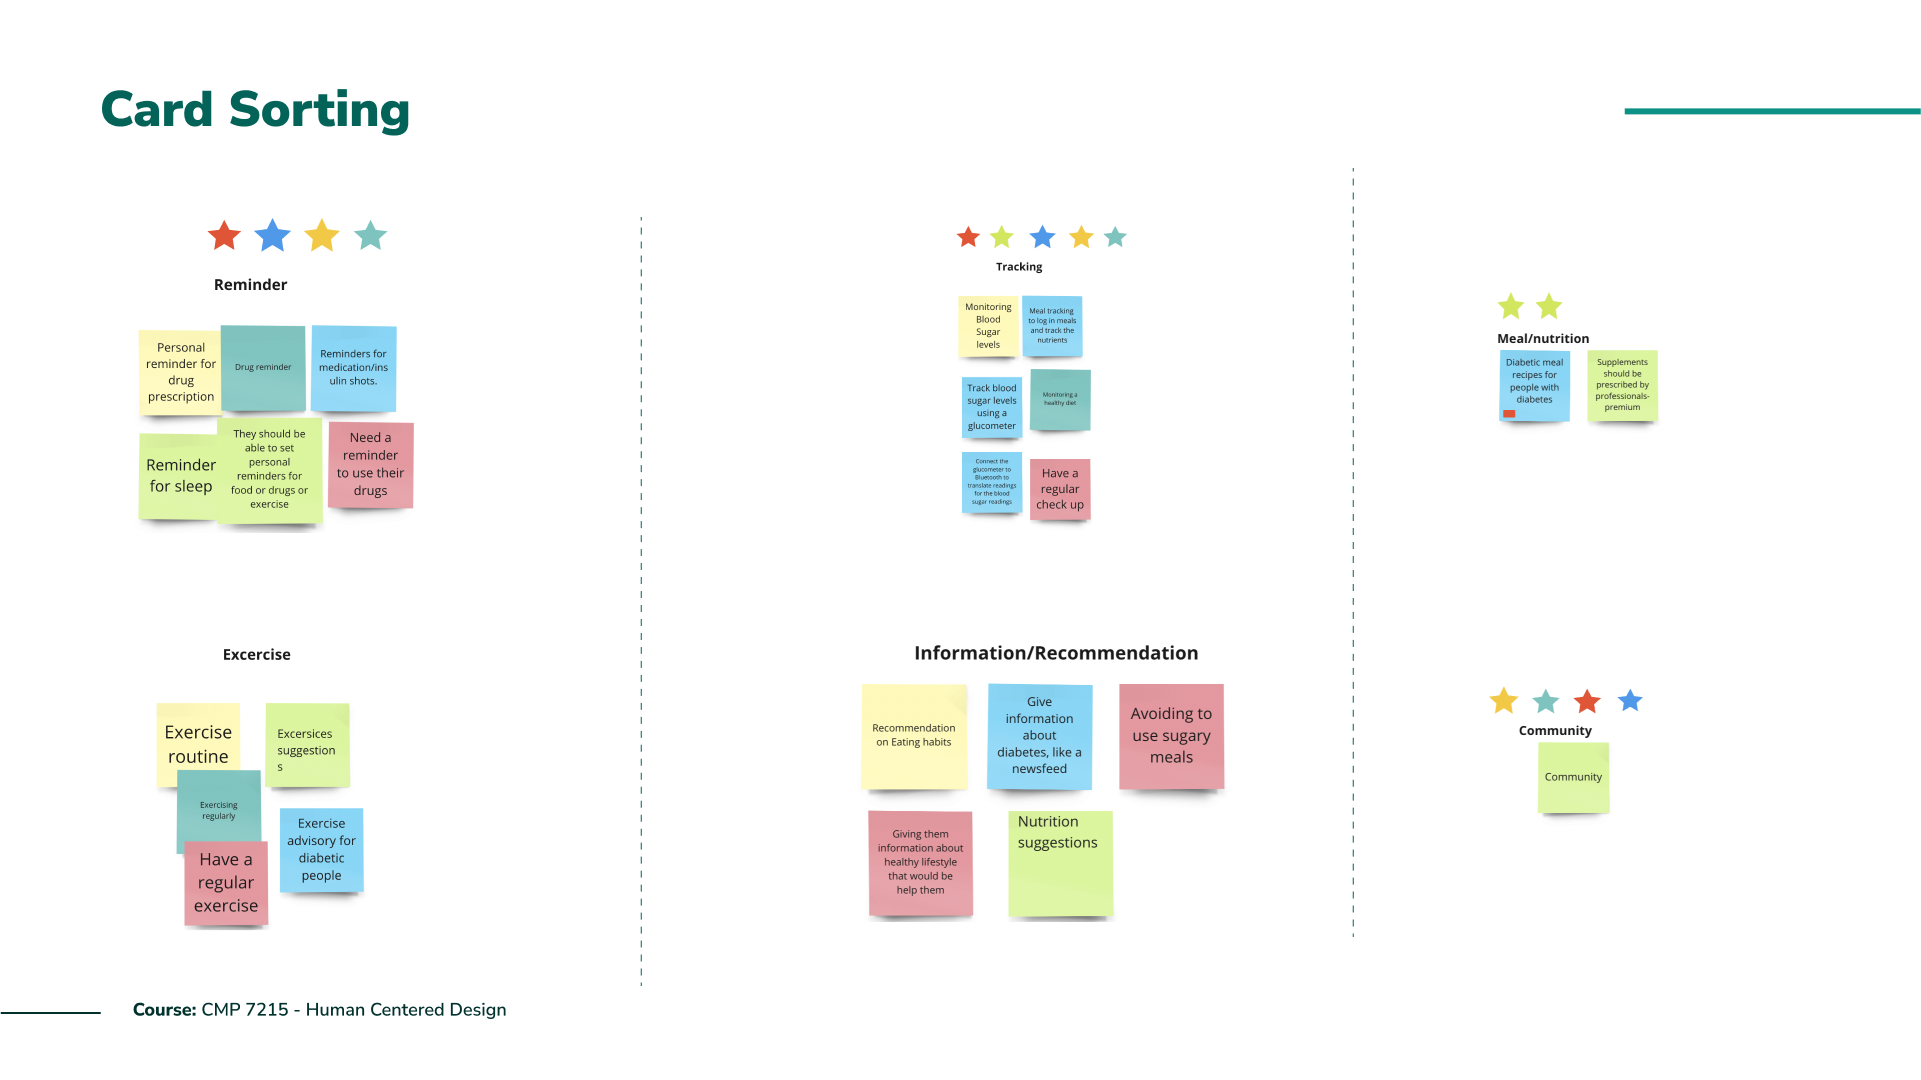 Card Sorting
Reminder
Personal
reminder for
drug
prescription
Drug reminder
Reminders for
medication/ins
ulin shots.
Reminder
for sleep
They should be
able to set
personal
reminders for
food or drugs or
exercise
Need a
reminder
to use their
drugs
Excercise
Exercise
routine
Excersices
suggestion
s
Exercising
regularly
Exercise
advisory for
diabetic
people
Have a
regular
exercise
Tracking
Monitoring
Blood
Sugar
levels
Meal tracking
to log in meals
and track the
nutrients
Track blood
sugar levels
using a
glucometer
Monitoring a
healthy diet
Connect the
glucometer to
Bluetooth to
translate readings
for the blood
sugar readings
Have a
regular
check up
Information/Recommendation
Recommendation
on Eating habits
Give
information
about
diabetes, like a
newsfeed
Avoiding to
use sugary
meals
Giving them
information about
healthy lifestyle
that would be
help them
Nutrition
suggestions
Meal/nutrition
Diabetic meal
recipes for
people with
diabetes
Supplements
should be
prescribed by
professionals-
premium
Community
Community
Course: CMP 7215 - Human Centered Design